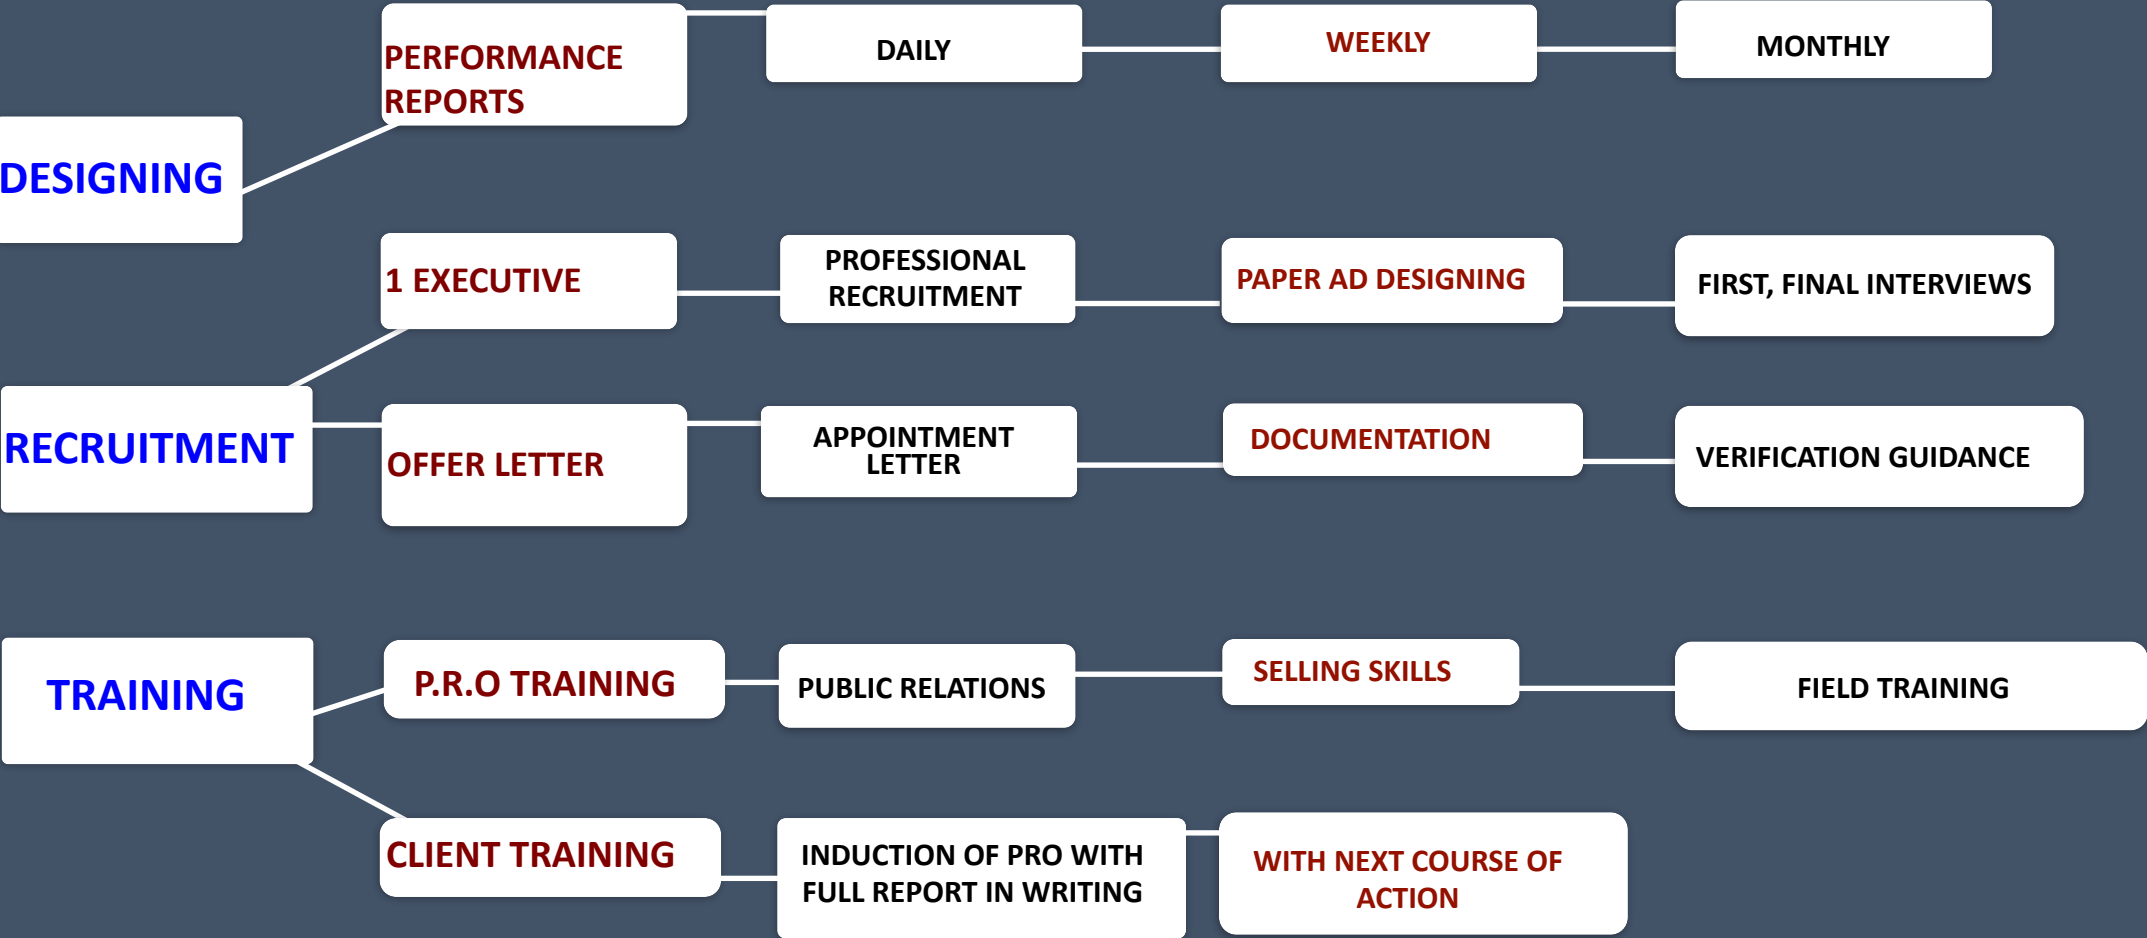 PERFORMANCE
REPORTS
DAILY
WEEKLY
MONTHLY
DESIGNING
1 EXECUTIVE
PROFESSIONAL
RECRUITMENT
PAPER AD DESIGNING
FIRST, FINAL INTERVIEWS
RECRUITMENT
OFFER LETTER
APPOINTMENT
LETTER
DOCUMENTATION
VERIFICATION GUIDANCE
TRAINING
P.R.O TRAINING
PUBLIC RELATIONS
SELLING SKILLS
FIELD TRAINING
CLIENT TRAINING
INDUCTION OF PRO WITH
FULL REPORT IN WRITING
WITH NEXT COURSE OF
ACTION